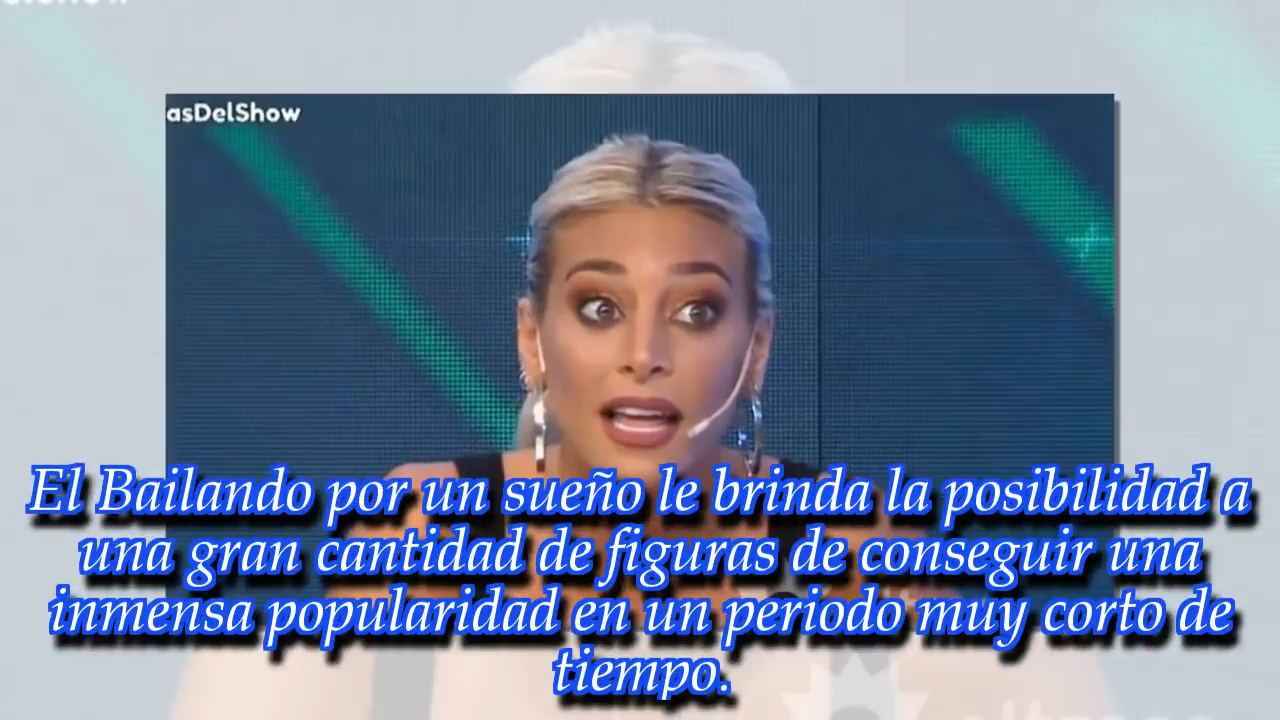 asDelShow
El Bailando por un sueño le brinda la posibilidad a
una gran cantidad de figuras de conseguir una
inmensa popularidad en un periodo muy corto de
tiempo.